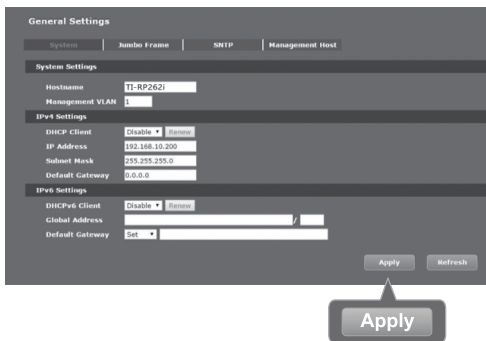 General Settings
System Jumbo Frame SNTP Management Host
System Settings
Hostname TI-RP262i
Management VLAN 1
IPv4 Settings
DHCP Client Disable Renew
IP Address 192.168.10.200
Subnet Mask 255.255.255.0
Default Gateway 0.0.0.0
IPv6 Settings
DHCPv6 Client Disable Renew
Global Address /
Default Gateway Set
Apply Refresh
Apply